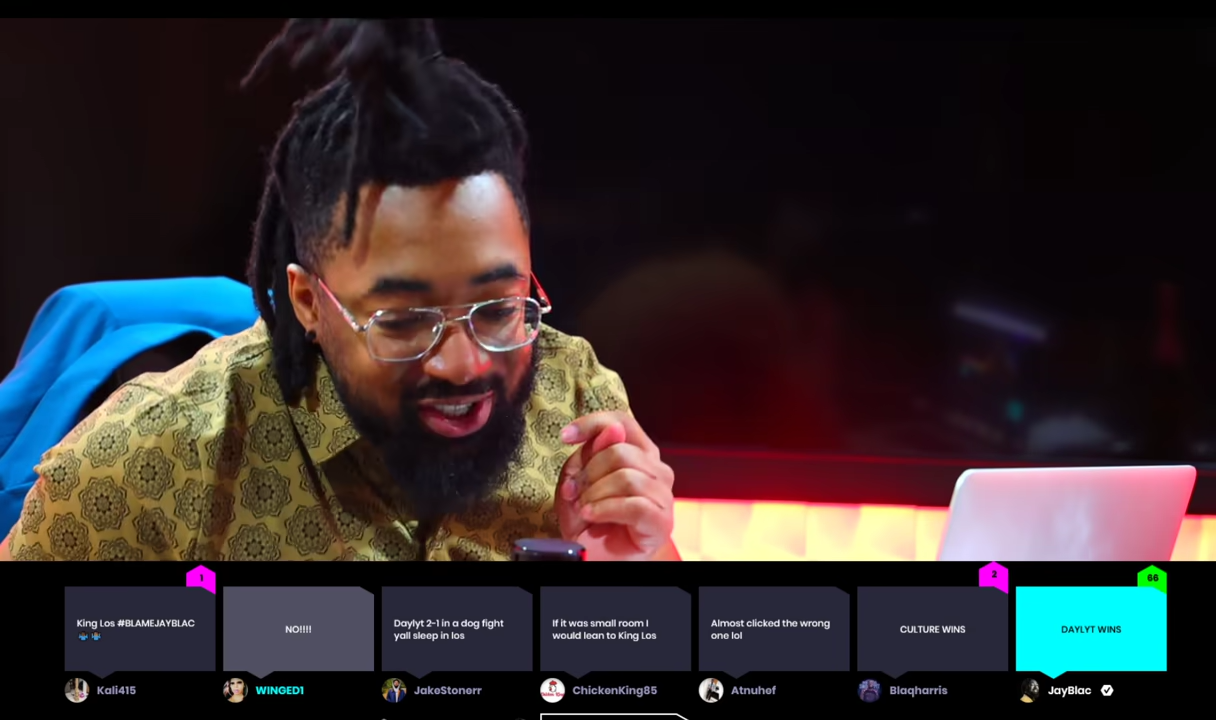 1
2
66
King Los #BLAMEJAYBLAC
NO!!!!
Daylyt 2-1 in a dog fight
yall sleep in los
If it was small room I
would lean to King Los
Almost clicked the wrong
one lol
CULTURE WINS
DAYLYT WINS
Kali415
WINGED1
JakeStonerr
ChickenKing85
Atnuhef
Blaqharris
JayBlac